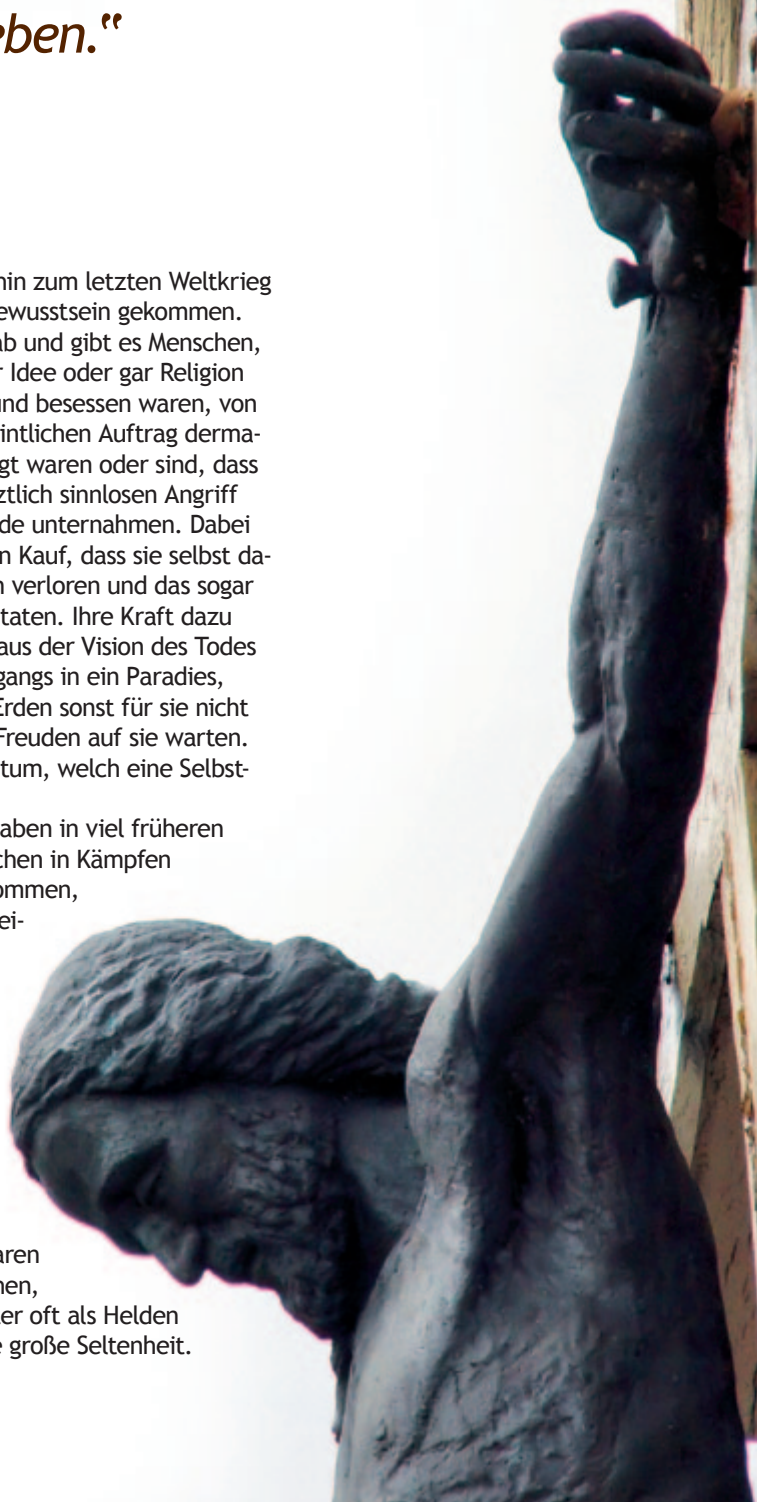 eben."
hin zum letzten Weltkrieg
ewusstsein gekommen.
ab und gibt es Menschen,
r Idee oder gar Religion
und besessen waren, von
intlichen Auftrag derma-
gt waren oder sind, dass
tztlich sinnlosen Angriff
de unternahmen. Dabei
n Kauf, dass sie selbst da-
n verloren und das sogar
taten. Ihre Kraft dazu
aus der Vision des Todes
gangs in ein Paradies,
Erden sonst für sie nicht
Freuden auf sie warten.
tum, welch eine Selbst-
aben in viel früheren
chen in Kämpfen
ommen,
ei-
aren
hen,
er oft als Helden
e große Seltenheit.